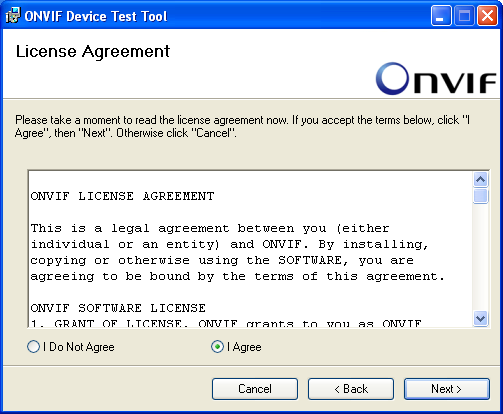 ONVIF Device Test Tool
License Agreement
Onvif
Please take a moment to read the license agreement now. If you accept the terms below, click "I
Agree", then "Next". Otherwise click "Cancel".
ONVIF LICENSE AGREEMENT
This is a legal agreement between you (either
individual or an entity) and ONVIF. By installing,
copying or otherwise using the SOFTWARE, you are
agreeing to be bound by the terms of this agreement.
ONVIF SOFTWARE LICENSE
1. GRANT OF LICENSE. ONVIF grants to you as ONVIF
I Do Not Agree
I Agree
Cancel
< Back
Next >